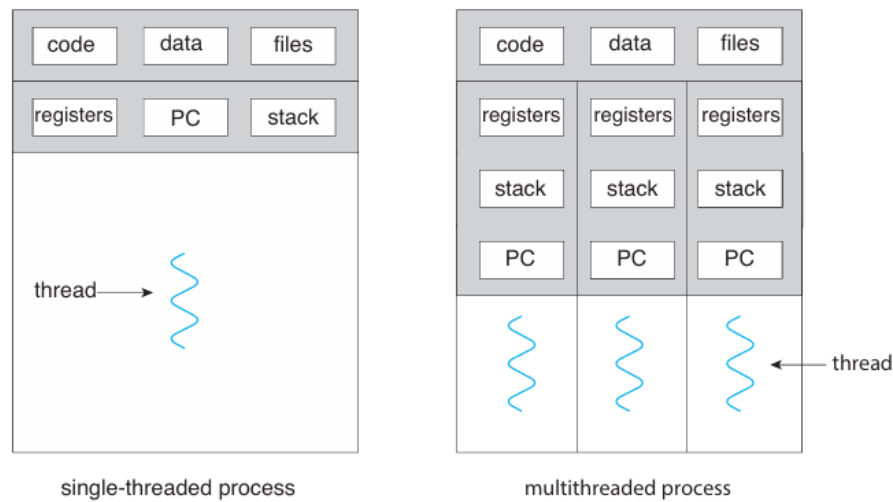 code data files
registers PC stack
thread
single-threaded process
code data files
registers registers registers
stack stack stack
PC PC PC
thread
multithreaded process